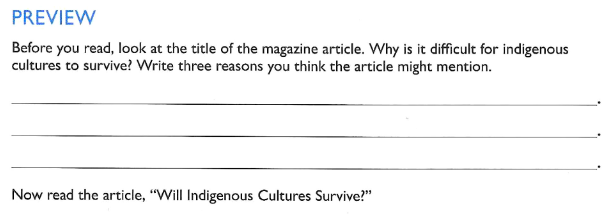 PREVIEW
Before you read, look at the title of the magazine article. Why is it difficult for indigenous
cultures to survive? Write three reasons you think the article might mention.
.
.
.
Now read the article, “Will Indigenous Cultures Survive?”